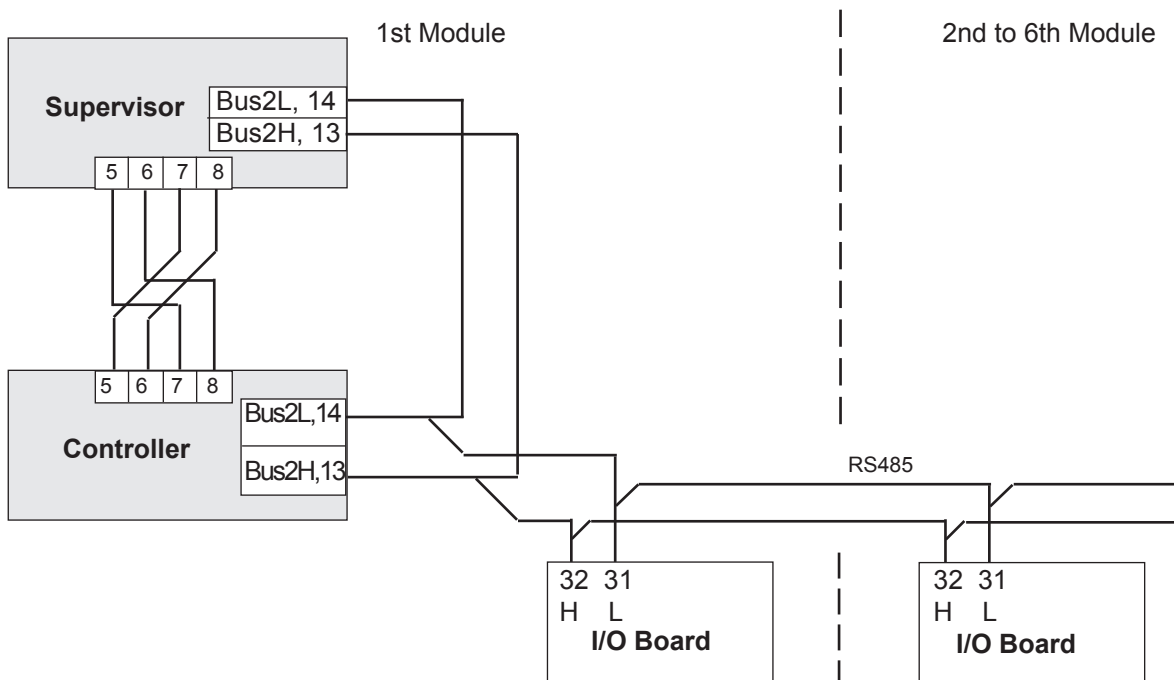 1st Module
2nd to 6th Module
Supervisor
Bus2L, 14
Bus2H, 13
5 6 7 8
5 6 7 8
Controller
Bus2L,14
Bus2H,13
RS485
32 31
H L
I/O Board
32 31
H L
I/O Board